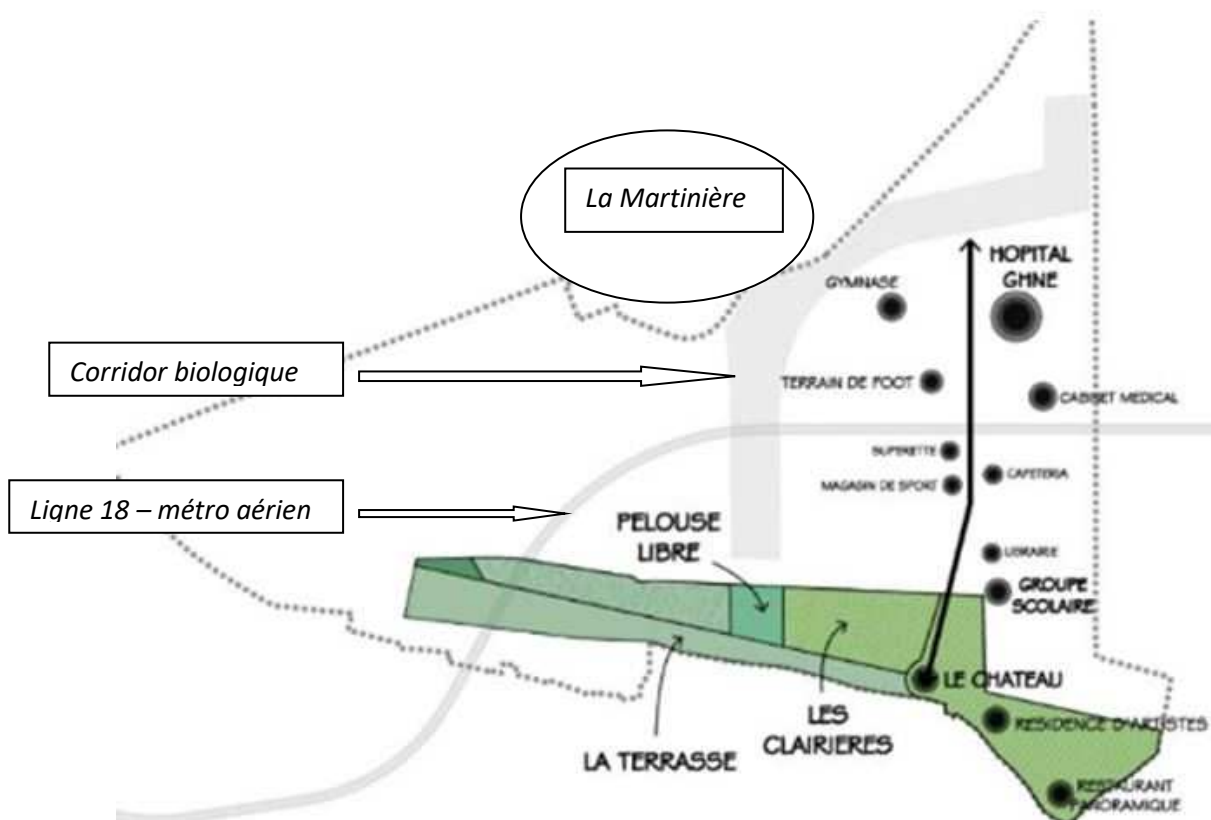 La Martinière
HOPITAL
GHNE
GYMNASE
Corridor biologique
TERRAIN DE FOOT
CABINET MEDICAL
SUPERETTE
CAFETERIA
MAGASIN DE SPORT
Ligne 18 – métro aérien
PELOUSE
LIBRE
LIBRAIRIE
GROUPE
SCOLAIRE
LE CHATEAU
LES
CLAIRIERES
RESIDENCE D'ARTISTES
LA TERRASSE
RESTAURANT
PANORAMIQUE